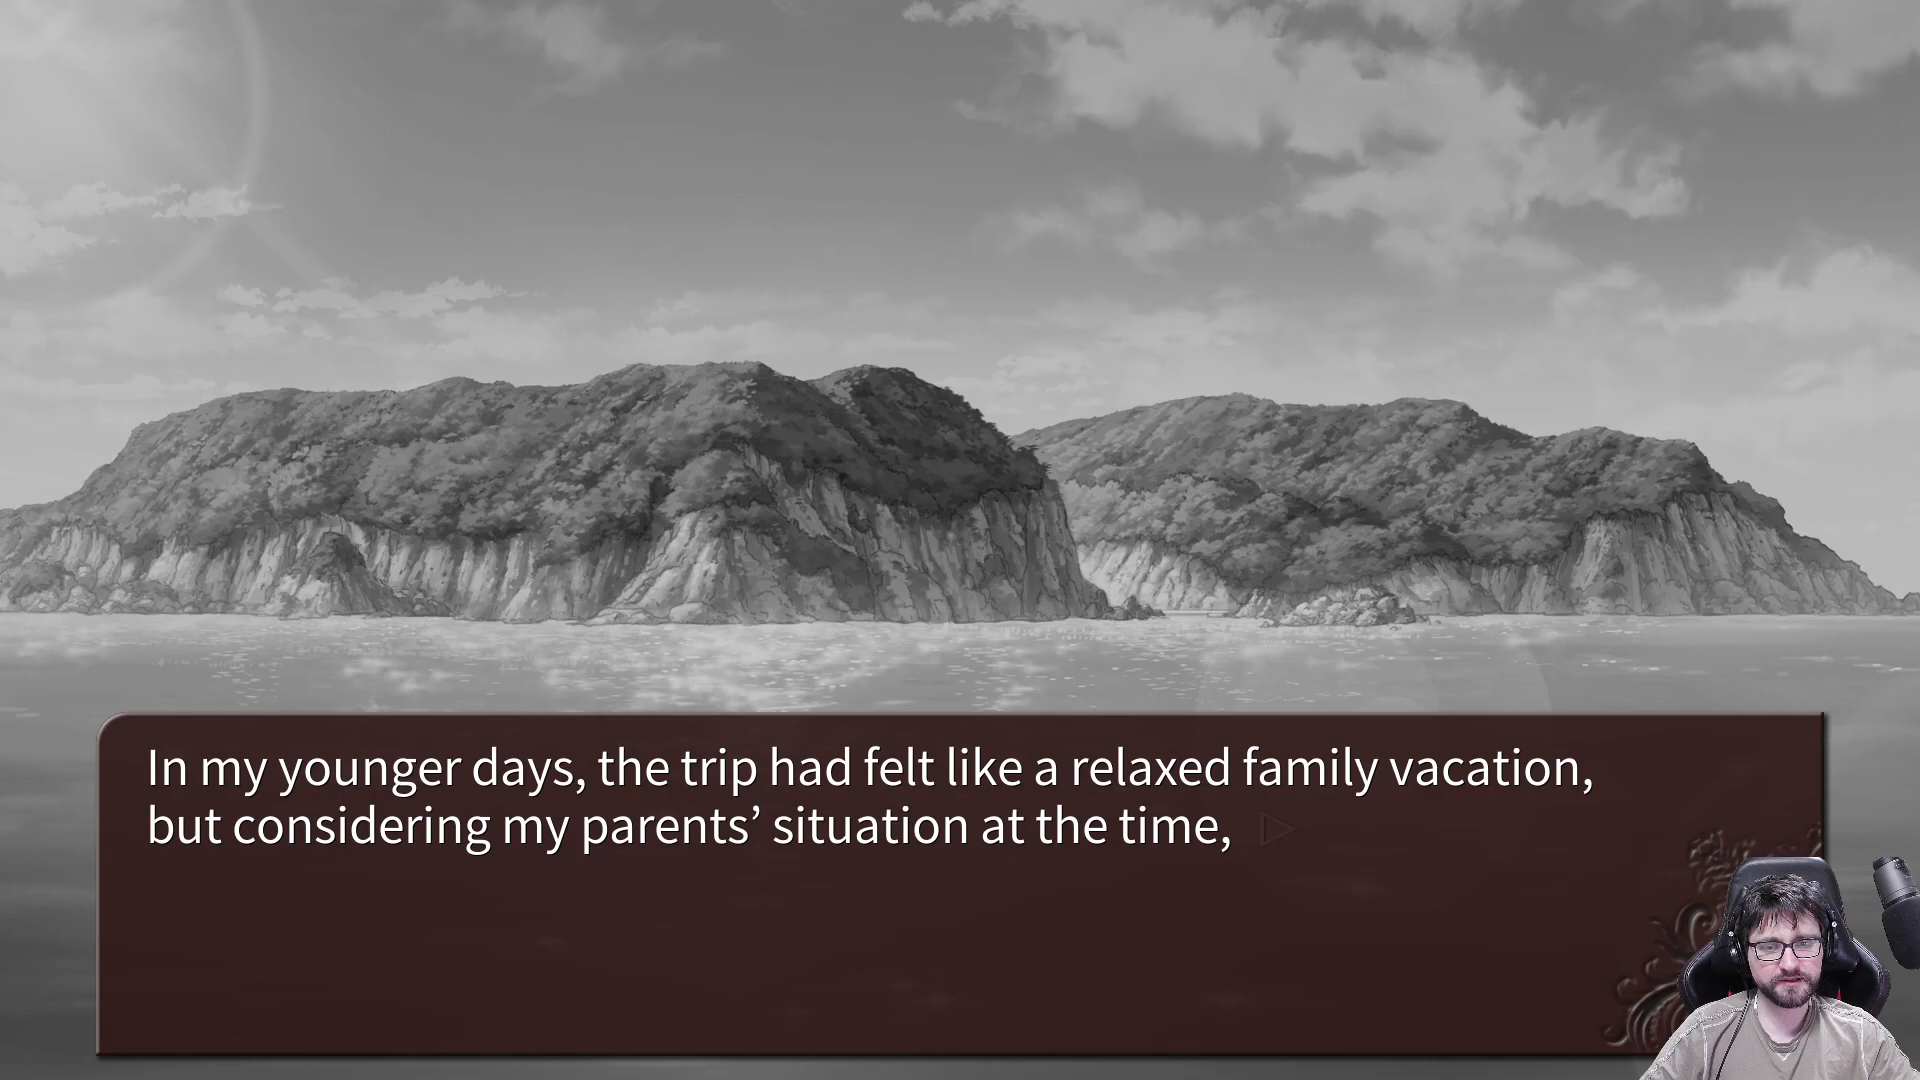 In my younger days, the trip had felt like a relaxed family vacation,
but considering my parents’ situation at the time,